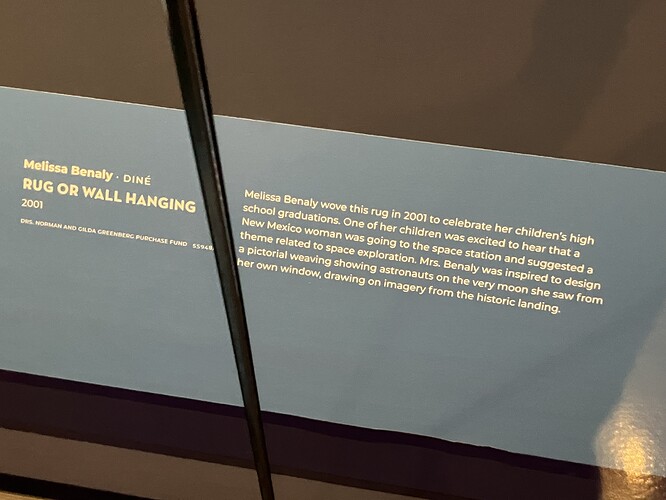 Melissa Benaly · DINÉ
RUG OR WALL HANGING
2001
DRS. NORMAN AND GILDA GREENBERG PURCHASE FUND
Melissa Benaly wove this rug in 2001 to celebrate her children's high
school graduations. One of her children was excited to hear that a
New Mexico woman was going to the space station and suggested a
theme related to space exploration. Mrs. Benaly was inspired to design
a pictorial weaving showing astronauts on the very moon she saw from
her own window, drawing on imagery from the historic landing.